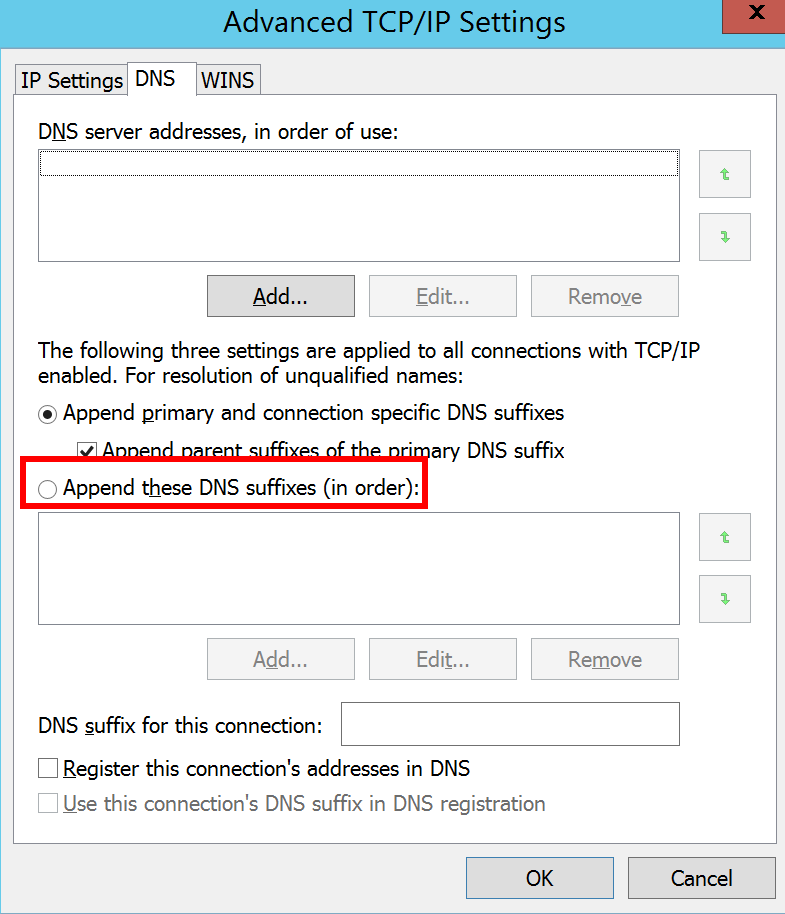 Advanced TCP/IP Settings
X
IP Settings
DNS
WINS
DNS server addresses, in order of use:
Add...
Edit...
Remove
The following three settings are applied to all connections with TCP/IP
enabled. For resolution of unqualified names:
Append primary and connection specific DNS suffixes
Append parent suffixes of the primary DNS suffix
Append these DNS suffixes (in order):
Add...
Edit...
Remove
DNS suffix for this connection:
Register this connection's addresses in DNS
Use this connection's DNS suffix in DNS registration
OK
Cancel